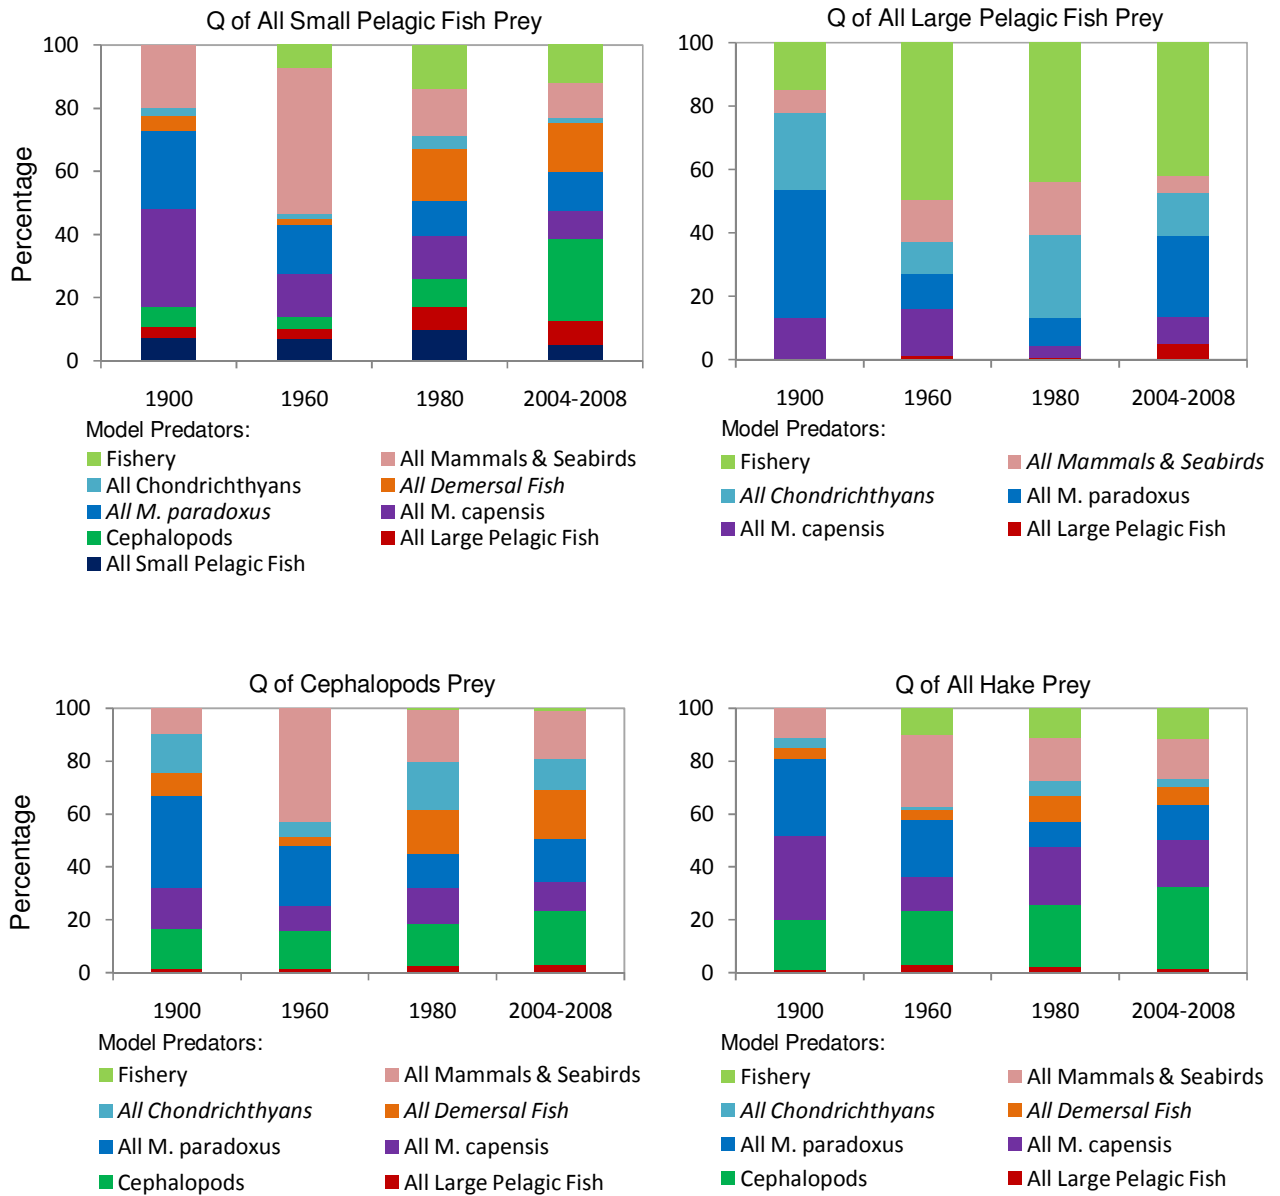 Q of All Small Pelagic Fish Prey
100
80
60
40
20
0
Percentage
1900 1960 1980 2004-2008
Model Predators:
Fishery All Mammals & Seabirds
All Chondrichthyans All Demersal Fish
All M. paradoxus All M. capensis
Cephalopods All Large Pelagic Fish
All Small Pelagic Fish
Q of All Large Pelagic Fish Prey
100
80
60
40
20
0
1900 1960 1980 2004-2008
Model Predators:
Fishery All Mammals & Seabirds
All Chondrichthyans All M. paradoxus
All M. capensis All Large Pelagic Fish
Q of Cephalopods Prey
100
80
60
40
20
0
Percentage
1900 1960 1980 2004-2008
Model Predators:
Fishery All Mammals & Seabirds
All Chondrichthyans All Demersal Fish
All M. paradoxus All M. capensis
Cephalopods All Large Pelagic Fish
Q of All Hake Prey
100
80
60
40
20
0
1900 1960 1980 2004-2008
Model Predators:
Fishery All Mammals & Seabirds
All Chondrichthyans All Demersal Fish
All M. paradoxus All M. capensis
Cephalopods All Large Pelagic Fish